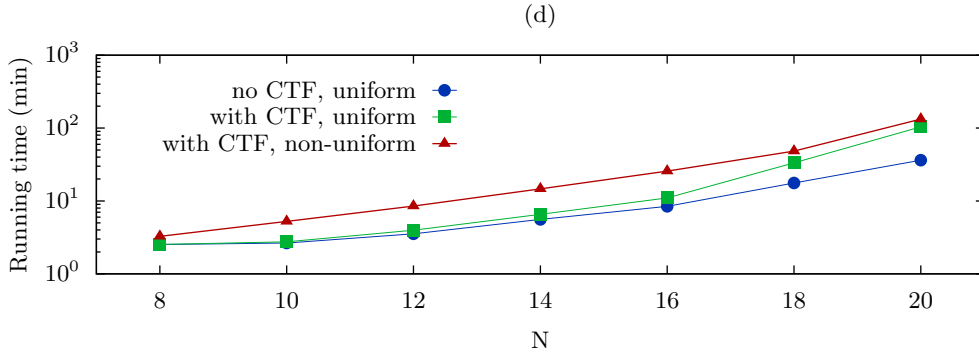 (d)
Running time (min)
10³
10²
10¹
10⁰
no CTF, uniform
with CTF, uniform
with CTF, non-uniform
8 10 12 14 16 18 20
N